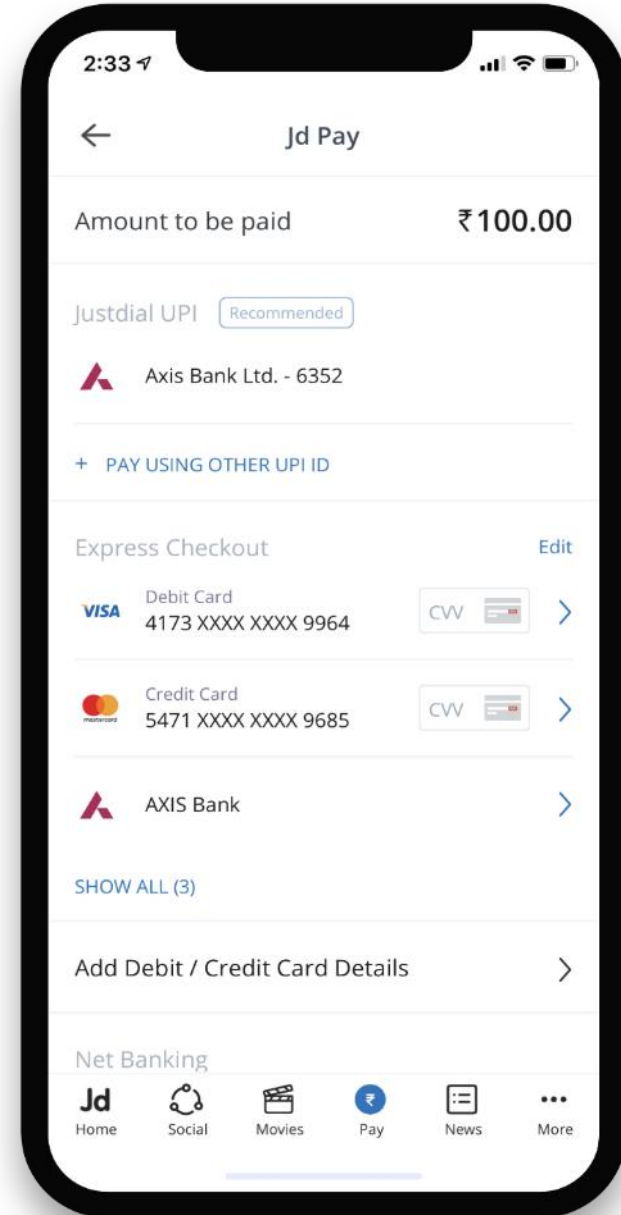 2:33
Jd Pay
Amount to be paid ₹100.00
Justdial UPI Recommended
Axis Bank Ltd. - 6352
+ PAY USING OTHER UPI ID
Express Checkout Edit
VISA Debit Card
4173 XXXX XXXX 9964 CVV
mastercard Credit Card
5471 XXXX XXXX 9685 CVV
AXIS Bank
SHOW ALL (3)
Add Debit / Credit Card Details
Net Banking
Jd ₹
Home Social Movies Pay News More